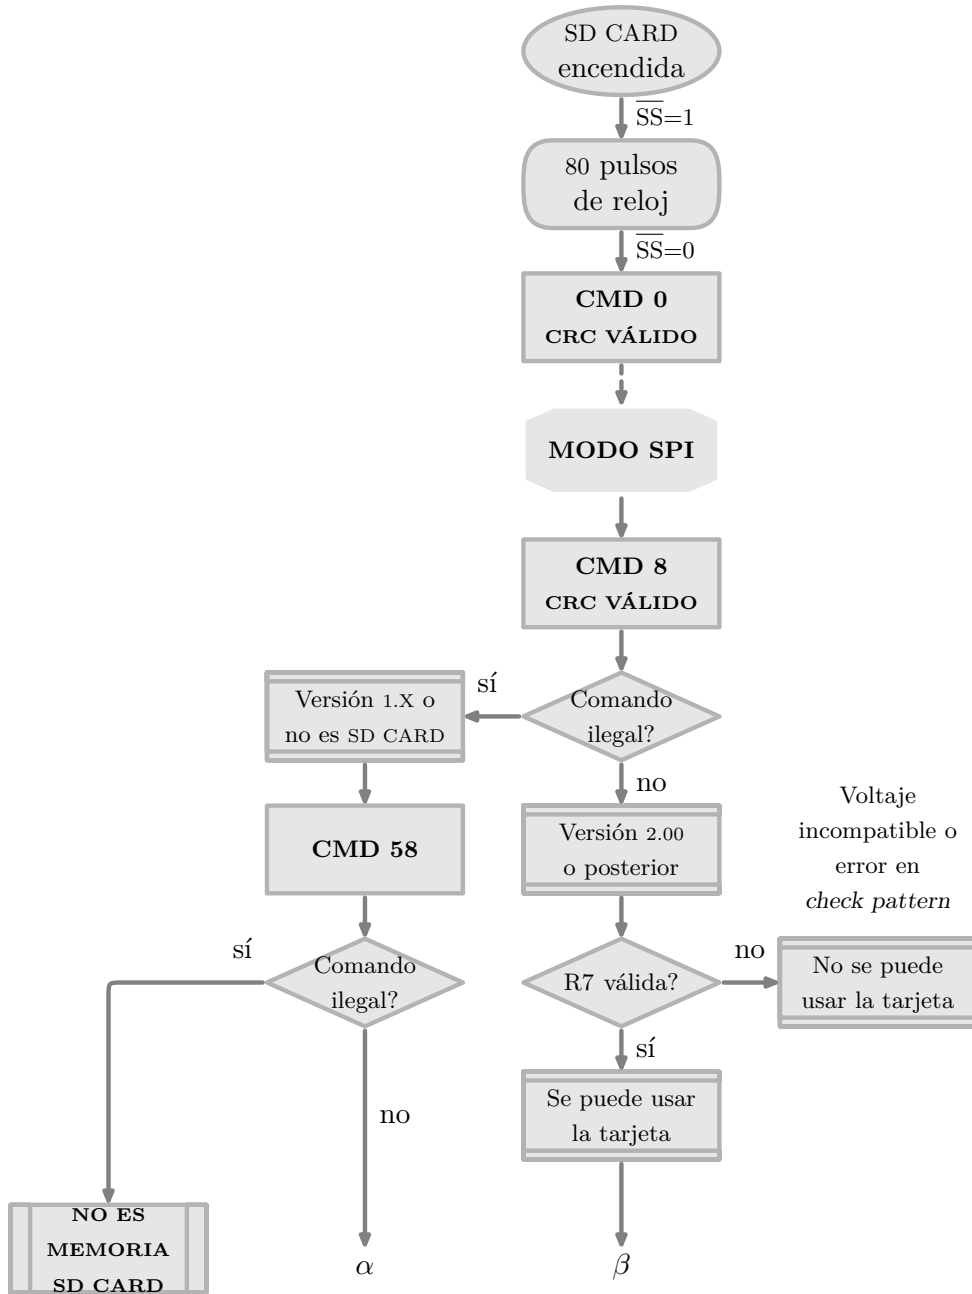 SD CARD
encendida
SS=1
80 pulsos
de reloj
SS=0
CMD 0
CRC VÁLIDO
MODO SPI
CMD 8
CRC VÁLIDO
Comando
ilegal?
sí
Versión 1.X o
no es SD CARD
no
CMD 58
Versión 2.00
o posterior
Voltaje
incompatible o
error en
check pattern
Comando
ilegal?
sí
R7 válida?
no
No se puede
usar la tarjeta
sí
no
Se puede usar
la tarjeta
NO ES
MEMORIA
SD CARD
α
β